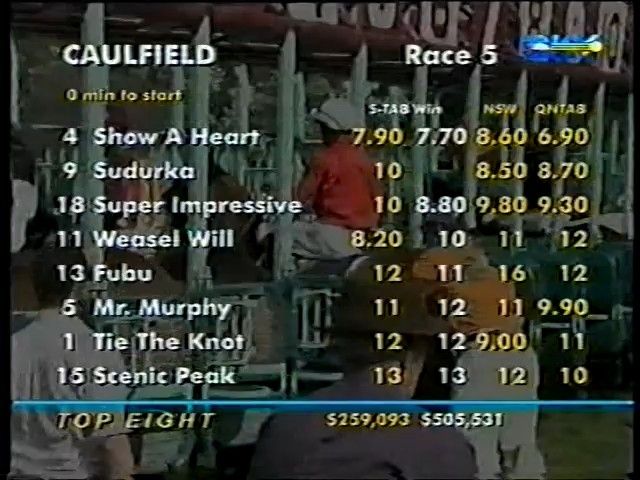 CAULFIELD Race 5
0 min to start
S-TAB Win NSW QNTAB
4 Show A Heart 7.90 7.70 8.60 6.90
9 Sudurka 10 8.50 8.70
18 Super Impressive 10 8.80 9.80 9.30
11 Weasel Will 8.20 10 11 12
13 Fubu 12 11 16 12
5 Mr. Murphy 11 12 11 9.90
1 Tie The Knot 12 12 9.00 11
15 Scenic Peak 13 13 12 10
TOP EIGHT $259,093 $505,531